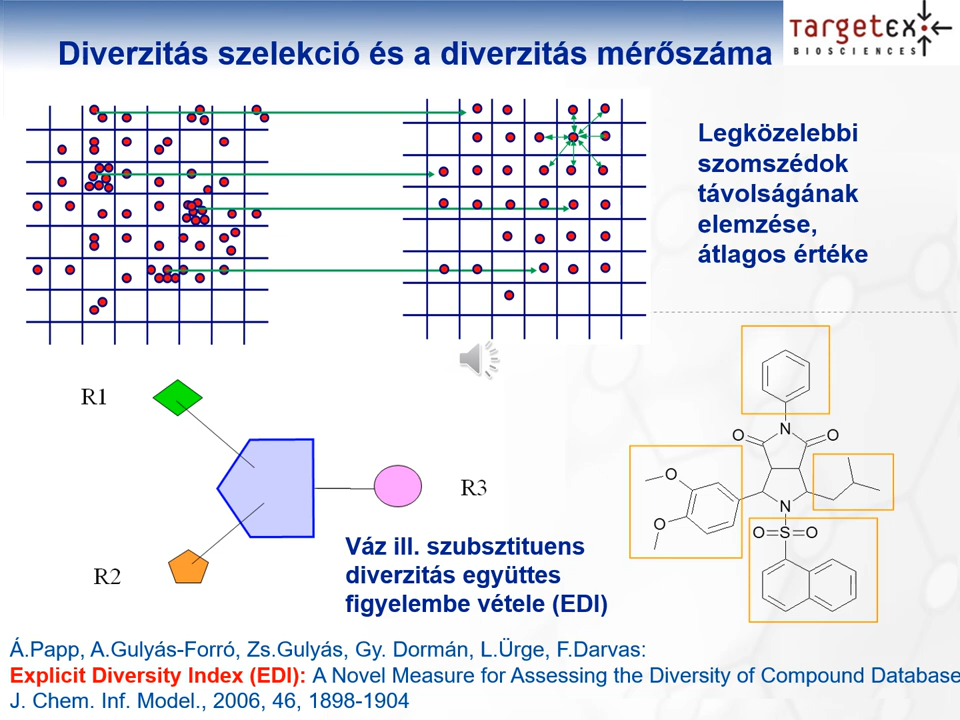 TARGETEX
BIOSCIENCES
Diverzitás szelekció és a diverzitás mérőszáma
Legközelebbi
szomszédok
távolságának
elemzése,
átlagos értéke
R1
R3
R2
Váz ill. szubsztituens
diverzitás együttes
figyelembe vétele (EDI)
N
O
O
O
O
N
O=S=O
Á.Papp, A.Gulyás-Forró, Zs.Gulyás, Gy. Dormán, L.Ürge, F.Darvas:
Explicit Diversity Index (EDI): A Novel Measure for Assessing the Diversity of Compound Database
J. Chem. Inf. Model., 2006, 46, 1898-1904